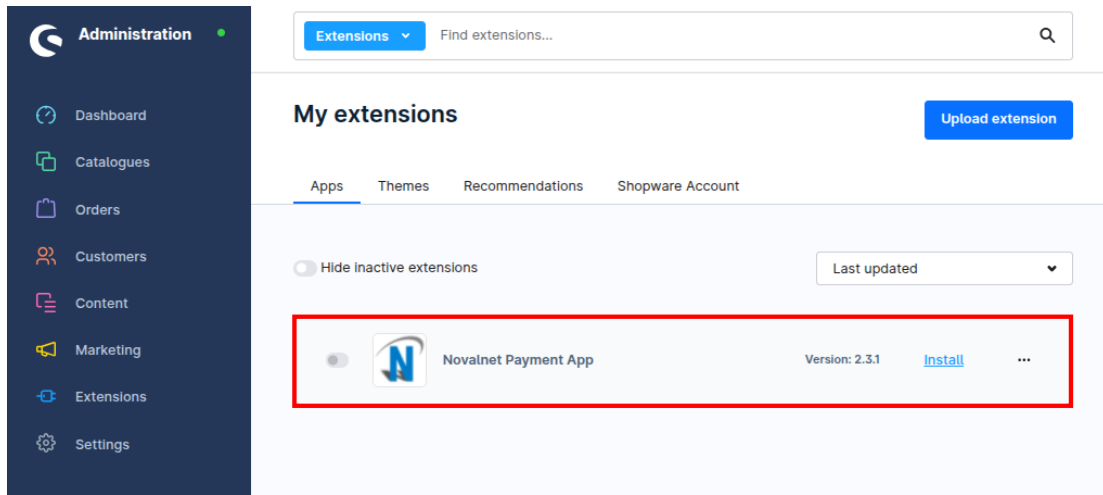 Administration
Extensions
Find extensions...
Dashboard
Catalogues
Orders
Customers
Content
Marketing
Extensions
Settings
My extensions
Upload extension
Apps Themes Recommendations Shopware Account
Hide inactive extensions
Last updated
N Novalnet Payment App Version: 2.3.1 Install ...